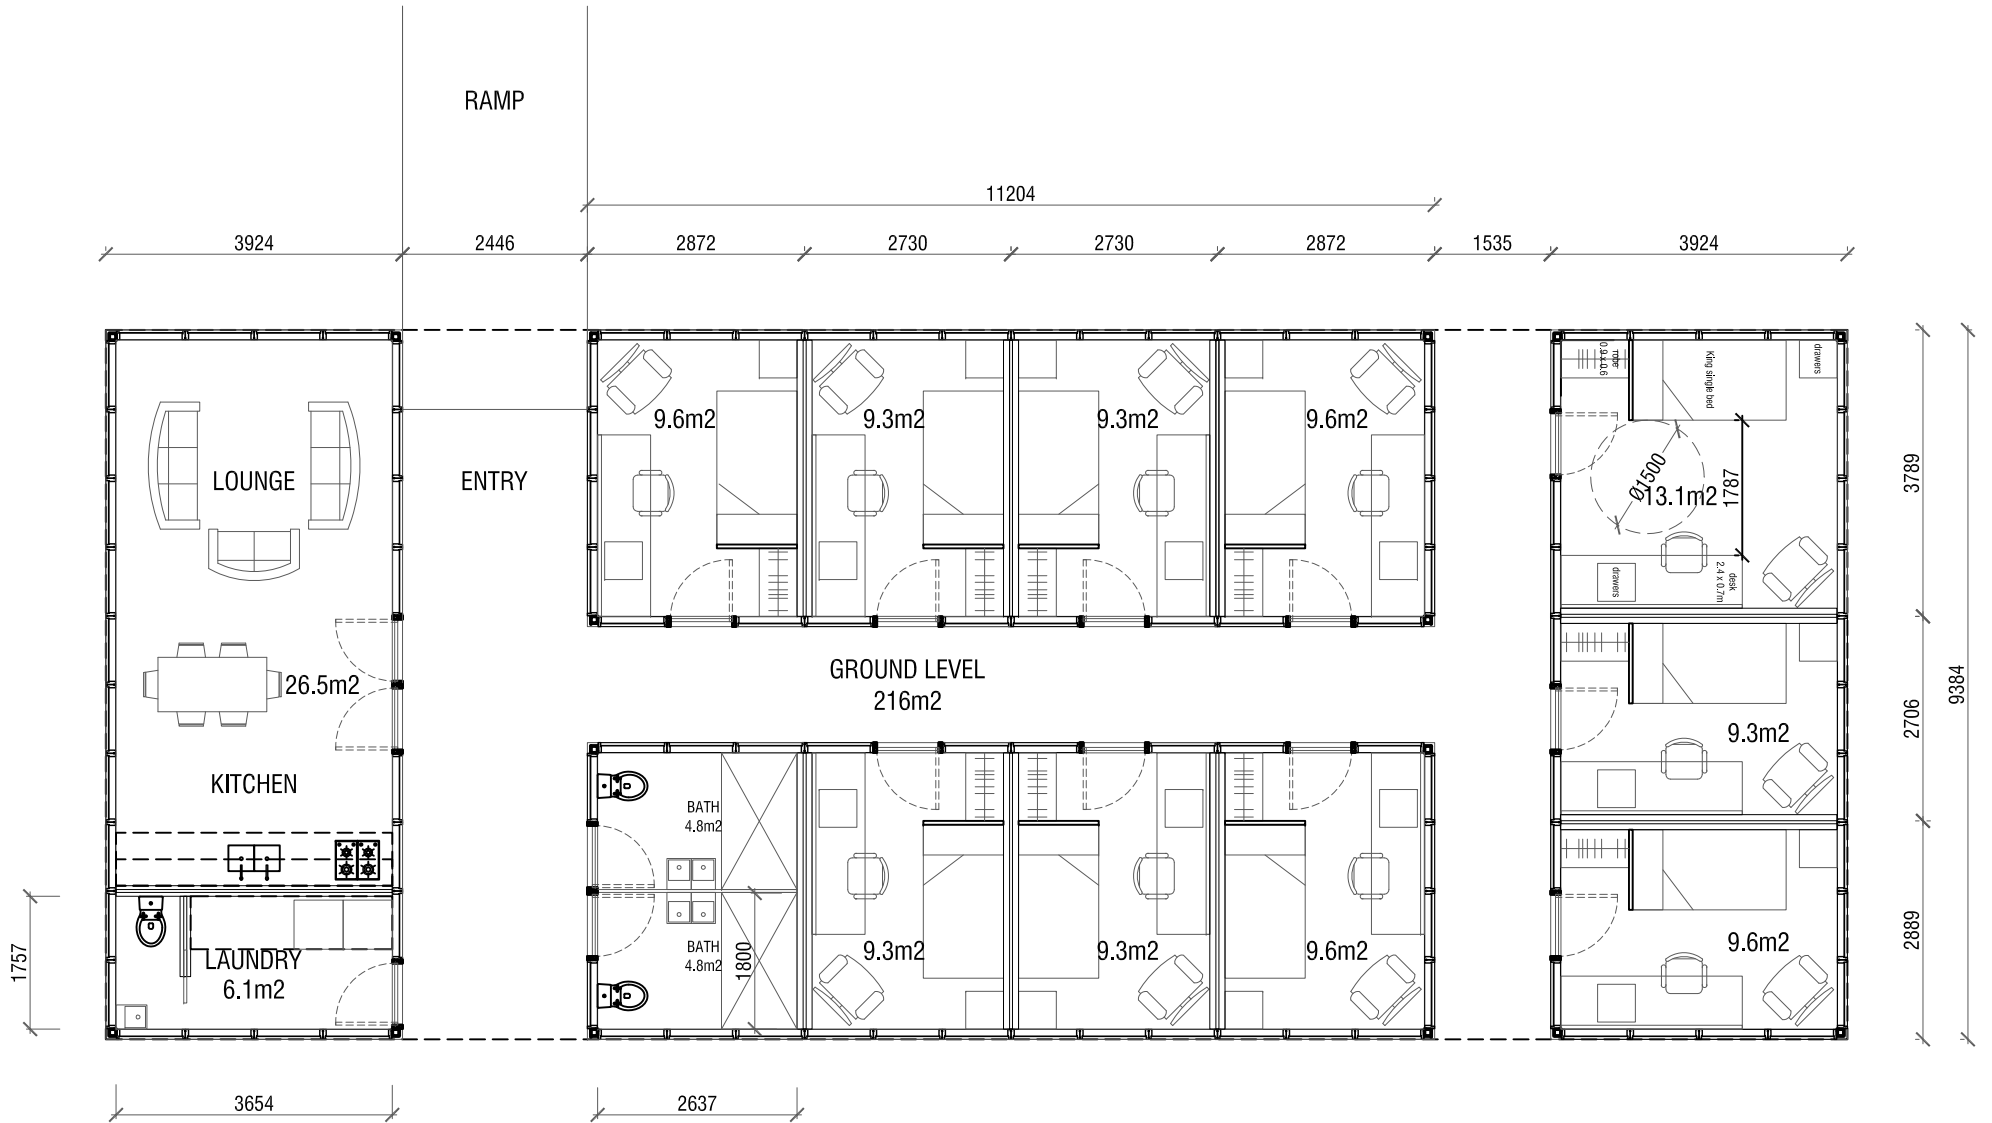 RAMP
11204
3924
2446
2872
2730
2730
2872
1535
3924
robe
0.9 x 0.6
King single bed
drawers
9.6m2
9.3m2
9.3m2
9.6m2
LOUNGE
ENTRY
Ø1500
13.1m2
1787
3789
drawers
desk
2.4 x 0.7m
26.5m2
GROUND LEVEL
216m2
9384
2706
9.3m2
KITCHEN
BATH
4.8m2
1757
LAUNDRY
6.1m2
BATH
4.8m2
1800
9.3m2
9.3m2
9.6m2
9.6m2
2889
3654
2637